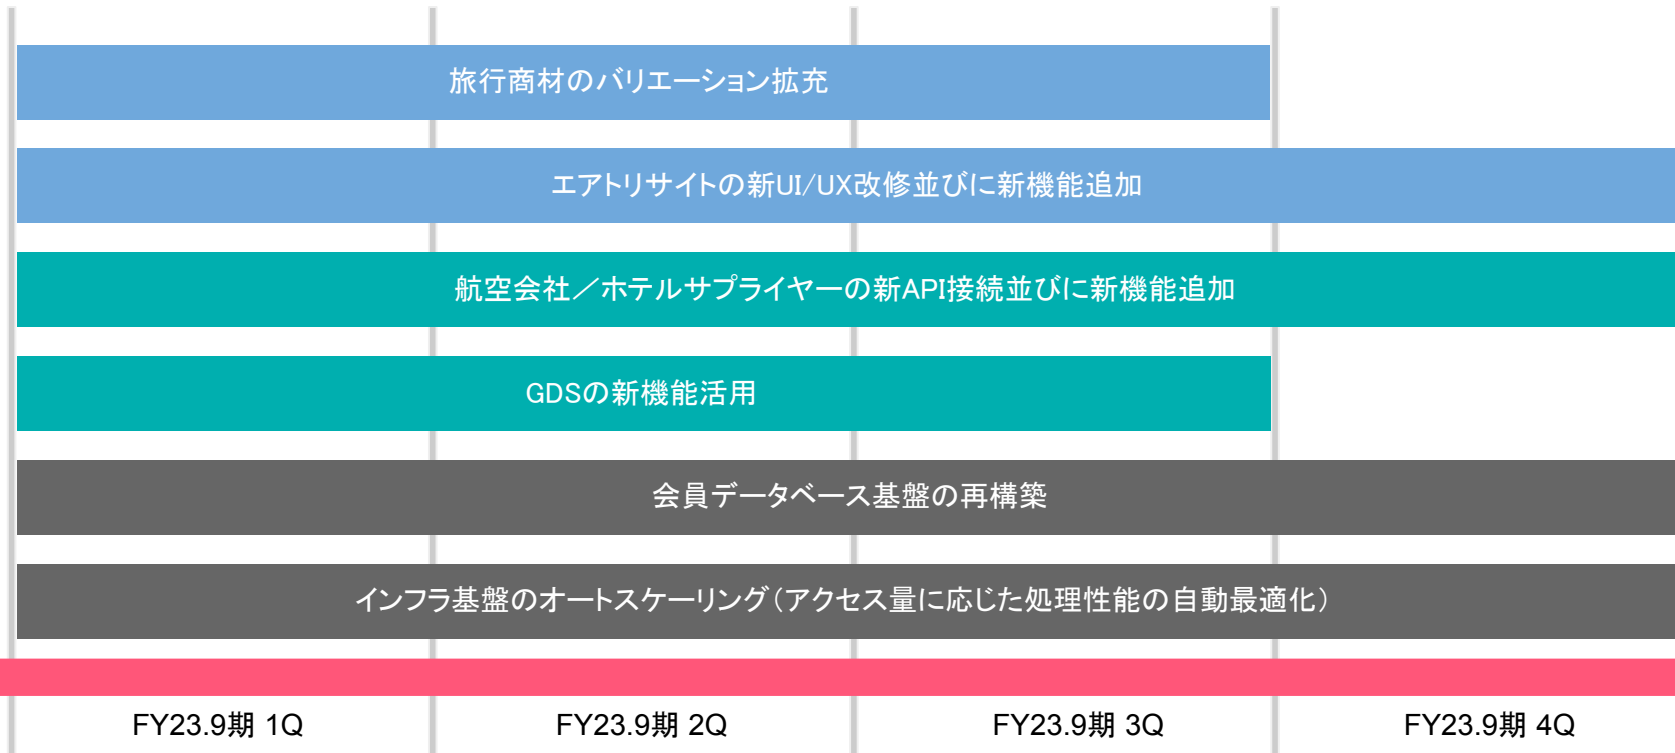 旅行商材のバリエーション拡充
エアトリサイトの新UI/UX改修並びに新機能追加
航空会社／ホテルサプライヤーの新API接続並びに新機能追加
GDSの新機能活用
会員データベース基盤の再構築
インフラ基盤のオートスケーリング（アクセス量に応じた処理性能の自動最適化）
FY23.9期 1Q
FY23.9期 2Q
FY23.9期 3Q
FY23.9期 4Q